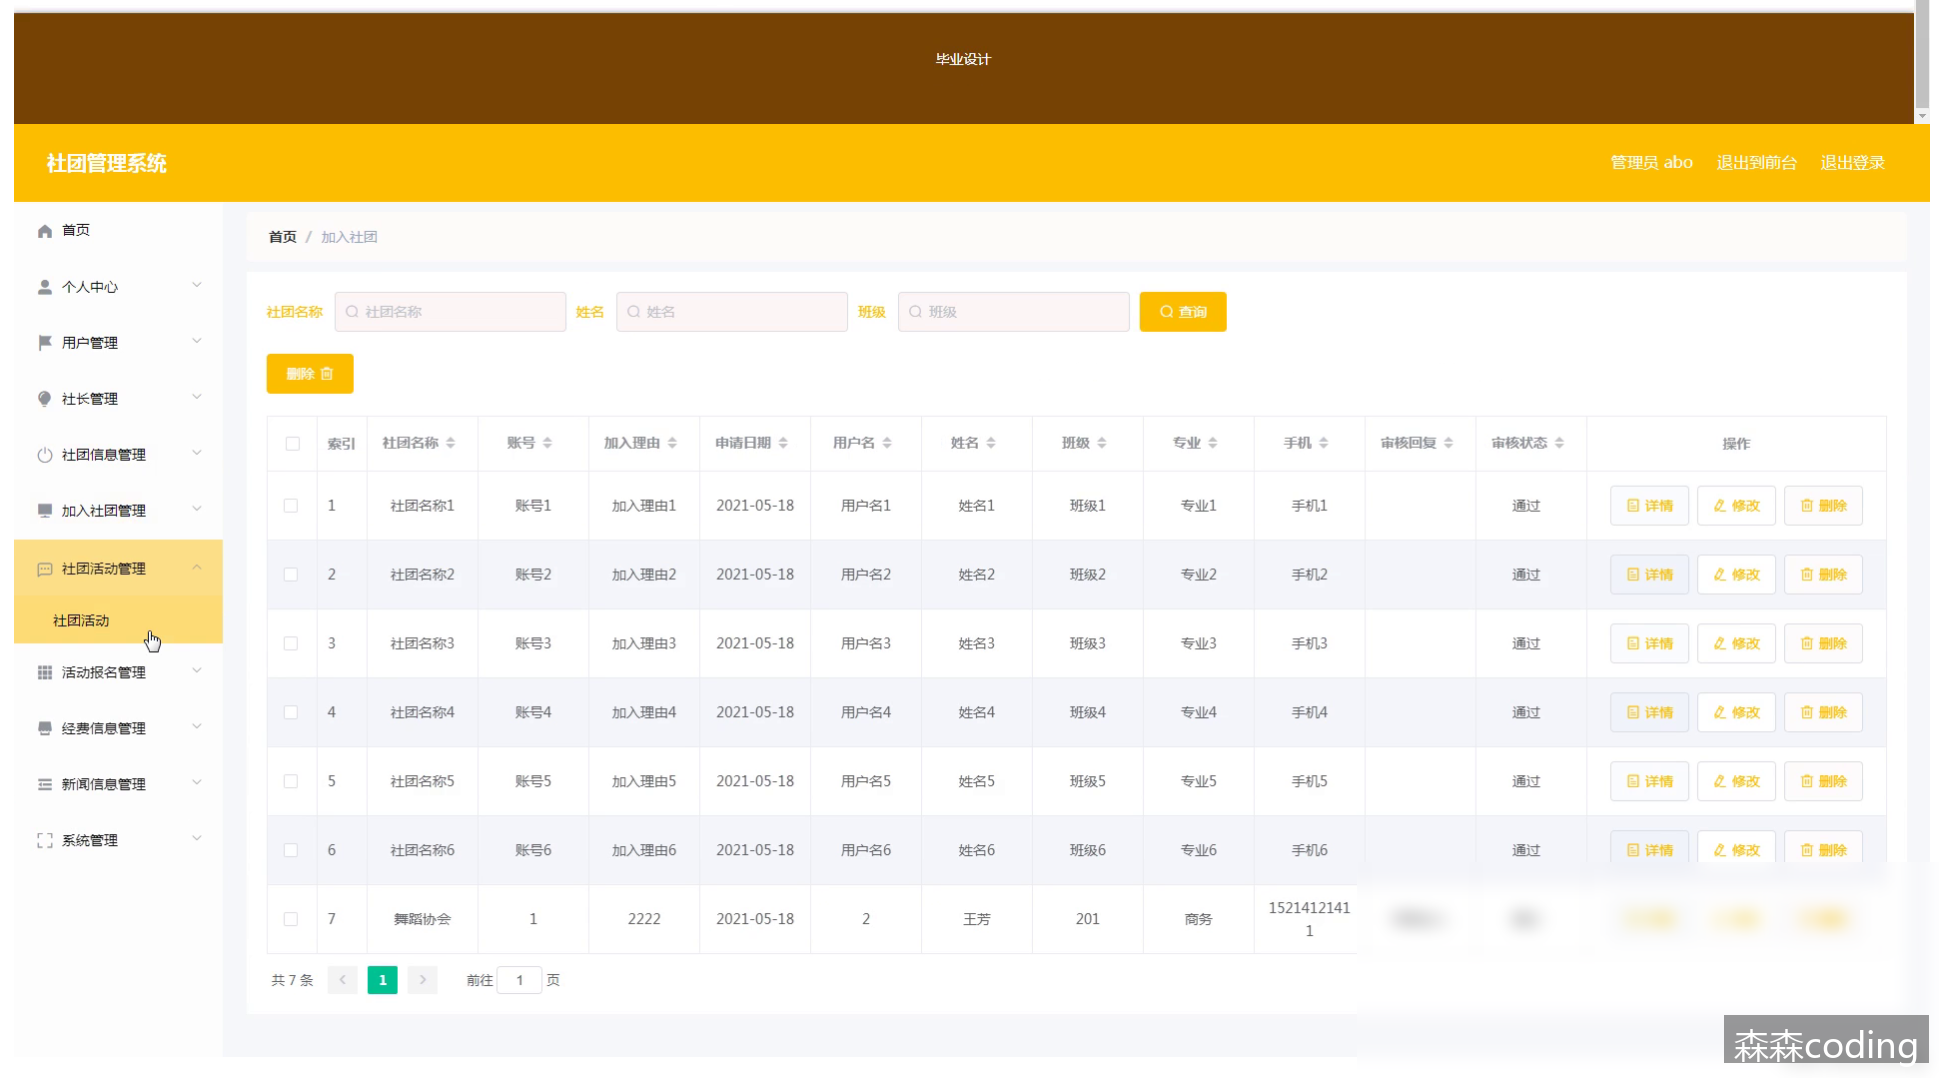 毕业设计
社团管理系统
管理员 abo 退出到前台 退出登录
首页
个人中心
用户管理
社长管理
社团信息管理
加入社团管理
社团活动管理
社团活动
活动报名管理
经费信息管理
新闻信息管理
系统管理
首页 / 加入社团
社团名称 社团名称 姓名 姓名 班级 班级 查询
删除
索引 社团名称 账号 加入理由 申请日期 用户名 姓名 班级 专业 手机 审核回复 审核状态 操作
1 社团名称1 账号1 加入理由1 2021-05-18 用户名1 姓名1 班级1 专业1 手机1 通过 详情 修改 删除
2 社团名称2 账号2 加入理由2 2021-05-18 用户名2 姓名2 班级2 专业2 手机2 通过 详情 修改 删除
3 社团名称3 账号3 加入理由3 2021-05-18 用户名3 姓名3 班级3 专业3 手机3 通过 详情 修改 删除
4 社团名称4 账号4 加入理由4 2021-05-18 用户名4 姓名4 班级4 专业4 手机4 通过 详情 修改 删除
5 社团名称5 账号5 加入理由5 2021-05-18 用户名5 姓名5 班级5 专业5 手机5 通过 详情 修改 删除
6 社团名称6 账号6 加入理由6 2021-05-18 用户名6 姓名6 班级6 专业6 手机6 通过 详情 修改 删除
7 舞蹈协会 1 2222 2021-05-18 2 王芳 201 商务 1521412141
1
共 7 条 1 前往 1 页
森森coding